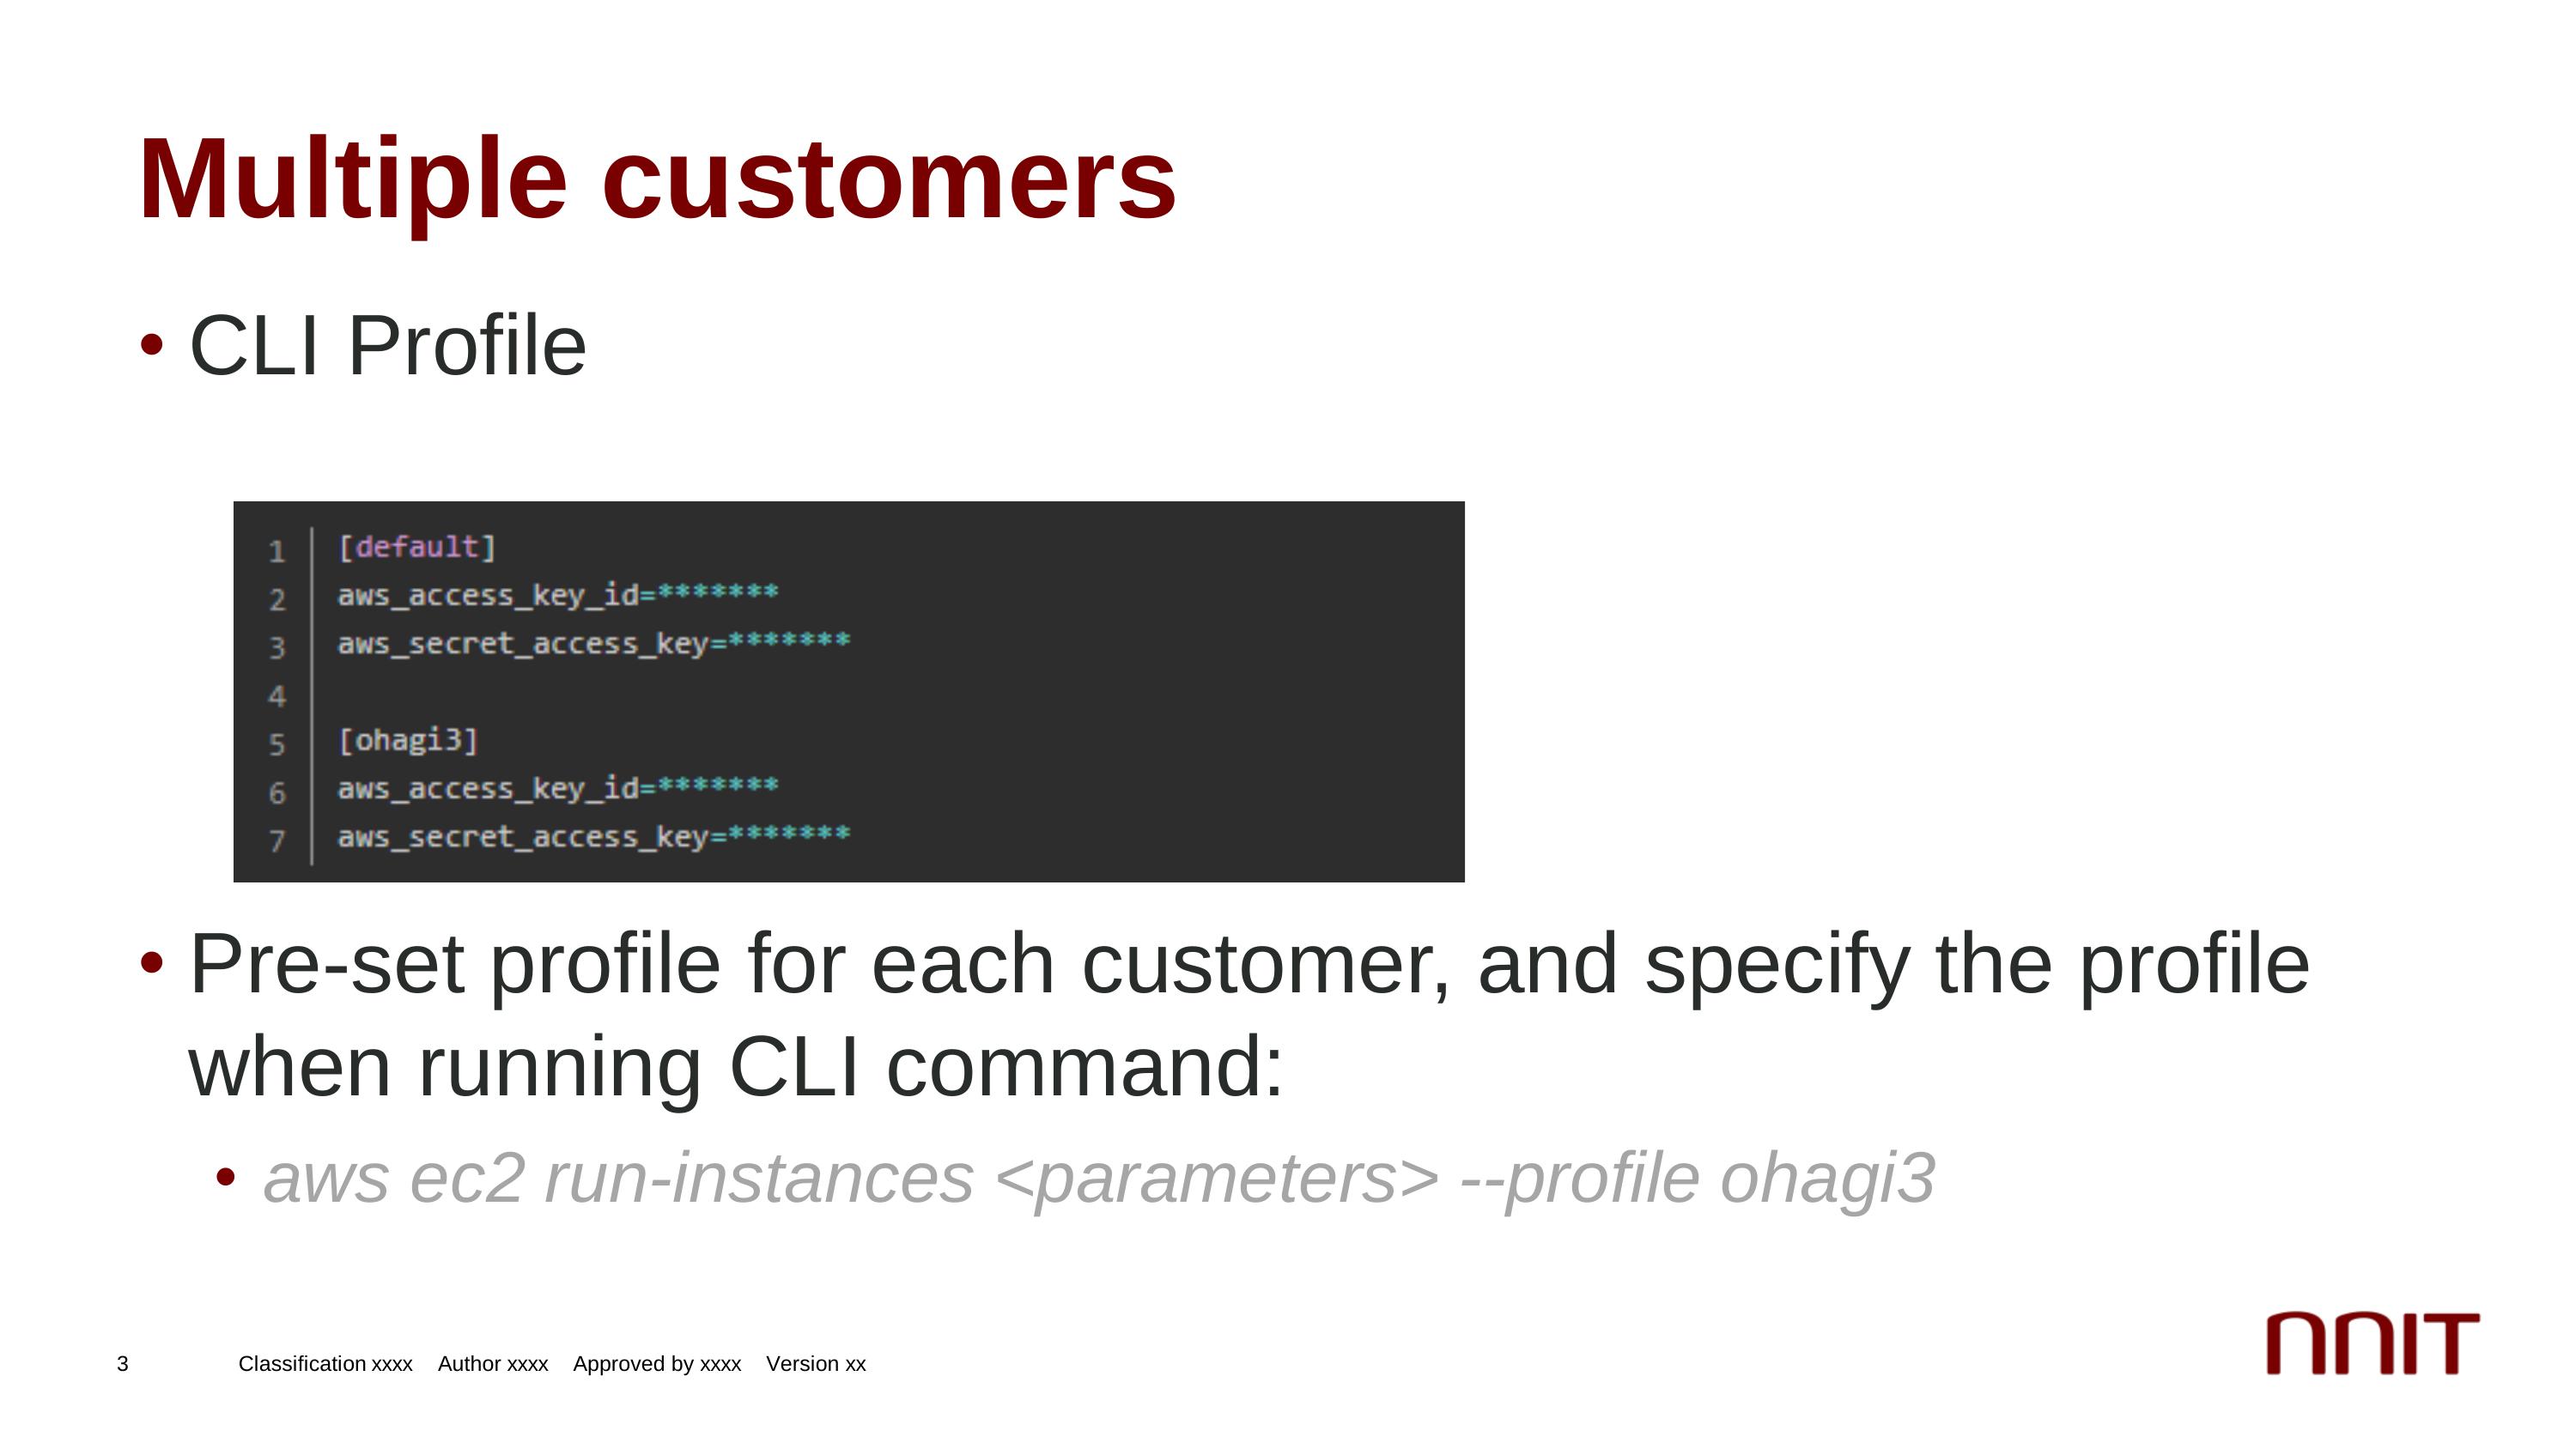 Multiple customers
• CLI Profile
1 [default]
2 aws_access_key_id=*******
3 aws_secret_access_key=*******
4
5 [ohagi3]
6 aws_access_key_id=*******
7 aws_secret_access_key=*******
• Pre-set profile for each customer, and specify the profile
when running CLI command:
• aws ec2 run-instances <parameters> --profile ohagi3
3 Classification xxxx Author xxxx Approved by xxxx Version xx
nnIT